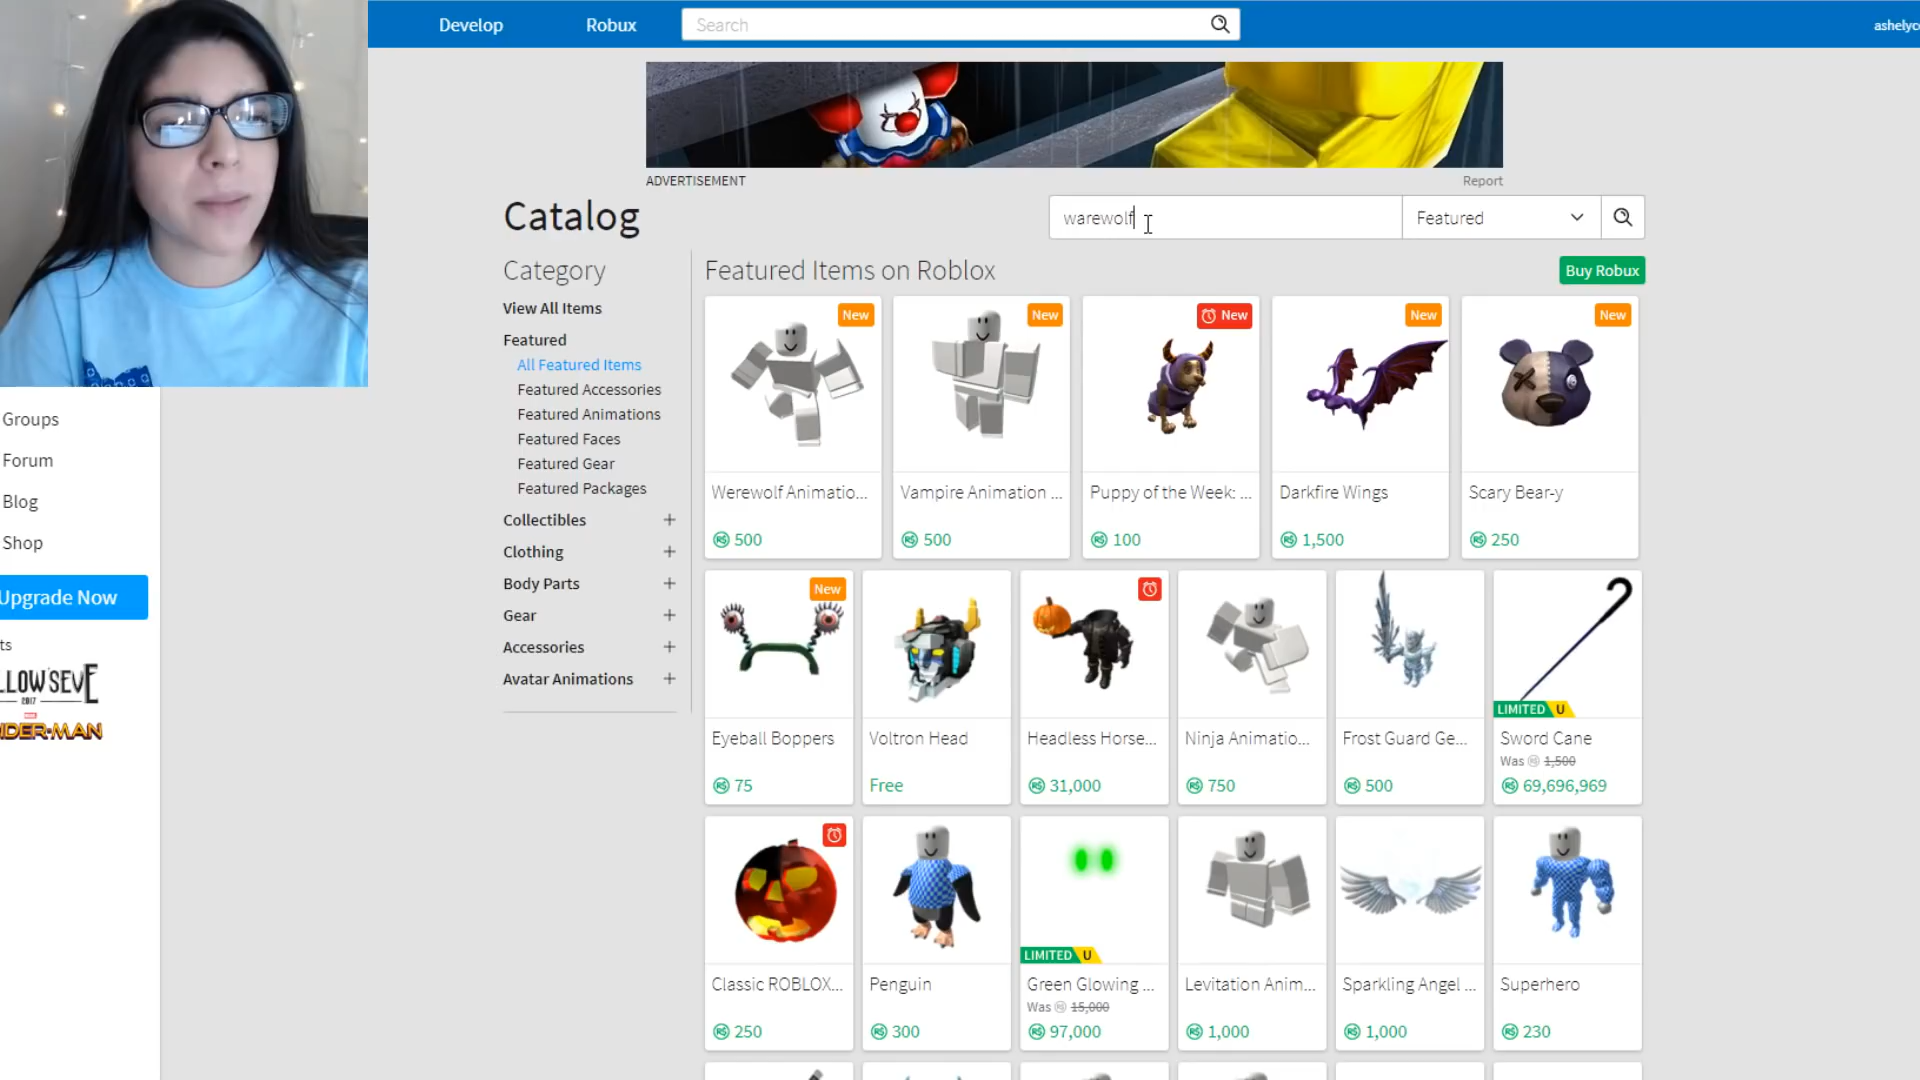 Develop
Robux
Search
ADVERTISEMENT
Report
Catalog
warewolf
Featured
Category
Featured Items on Roblox
Buy Robux
View All Items
Featured
All Featured Items
Featured Accessories
Featured Animations
Featured Faces
Featured Gear
Featured Packages
Collectibles +
Clothing +
Body Parts +
Gear +
Accessories +
Avatar Animations +
Groups
Forum
Blog
Shop
Upgrade Now
2017
MARVEL
New
New
New
New
New
Werewolf Animatio...
Vampire Animation ...
Puppy of the Week: ...
Darkfire Wings
Scary Bear-y
R$ 500
R$ 500
R$ 100
R$ 1,500
R$ 250
New
LIMITED U
Eyeball Boppers
Voltron Head
Headless Horse...
Ninja Animatio...
Frost Guard Ge...
Sword Cane
Was R$ 1,500
R$ 75
Free
R$ 31,000
R$ 750
R$ 500
R$ 69,696,969
LIMITED U
Classic ROBLOX...
Penguin
Green Glowing ...
Levitation Anim...
Sparkling Angel ...
Superhero
Was R$ 15,000
R$ 250
R$ 300
R$ 97,000
R$ 1,000
R$ 1,000
R$ 230